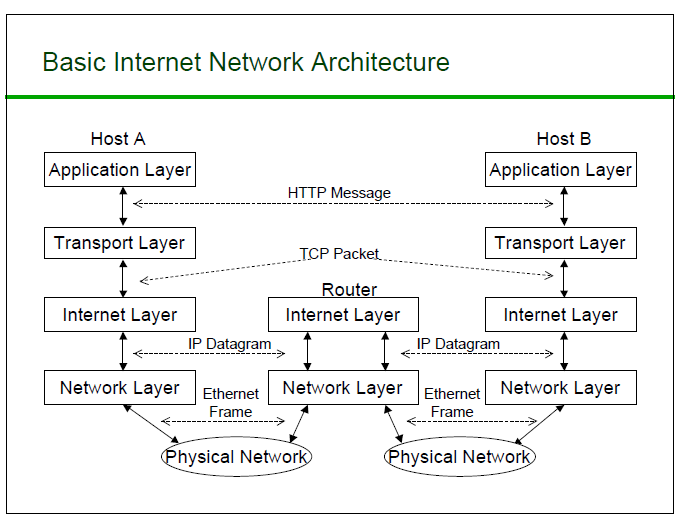 Basic Internet Network Architecture
Host A
Host B
Application Layer
Application Layer
HTTP Message
Transport Layer
Transport Layer
TCP Packet
Router
Internet Layer
Internet Layer
Internet Layer
IP Datagram
IP Datagram
Network Layer
Network Layer
Network Layer
Ethernet
Frame
Ethernet
Frame
Physical Network
Physical Network